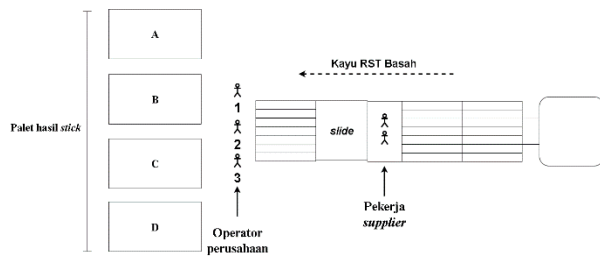 A
Kayu RST Basah
B
1
Palet hasil stick
slide
2
C
3
Pekerja
supplier
D
Operator
perusahaan